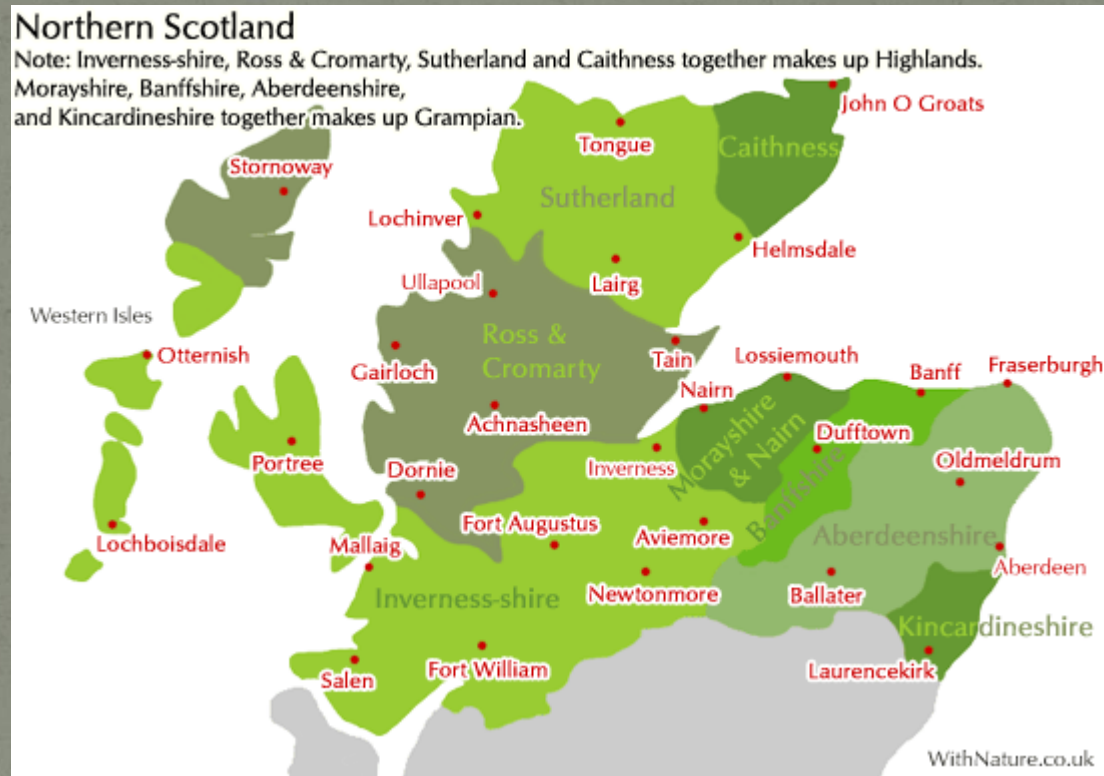 Northern Scotland
Note: Inverness-shire, Ross & Cromarty, Sutherland and Caithness together makes up Highlands.
Morayshire, Banffshire, Aberdeenshire,
and Kincardineshire together makes up Grampian.
John O Groats
Tongue
Caithness
Stornoway
Sutherland
Lochinver
Helmsdale
Ullapool
Lairg
Western Isles
Ross &
Cromarty
Otternish
Gairloch
Tain
Lossiemouth
Fraserburgh
Banff
Nairn
Achnasheen
Morayshire
& Nairn
Dufftown
Portree
Inverness
Oldmeldrum
Dornie
Banffshire
Fort Augustus
Aviemore
Aberdeenshire
Lochboisdale
Mallaig
Aberdeen
Inverness-shire
Newtonmore
Ballater
Kincardineshire
Salen
Fort William
Laurencekirk
WithNature.co.uk